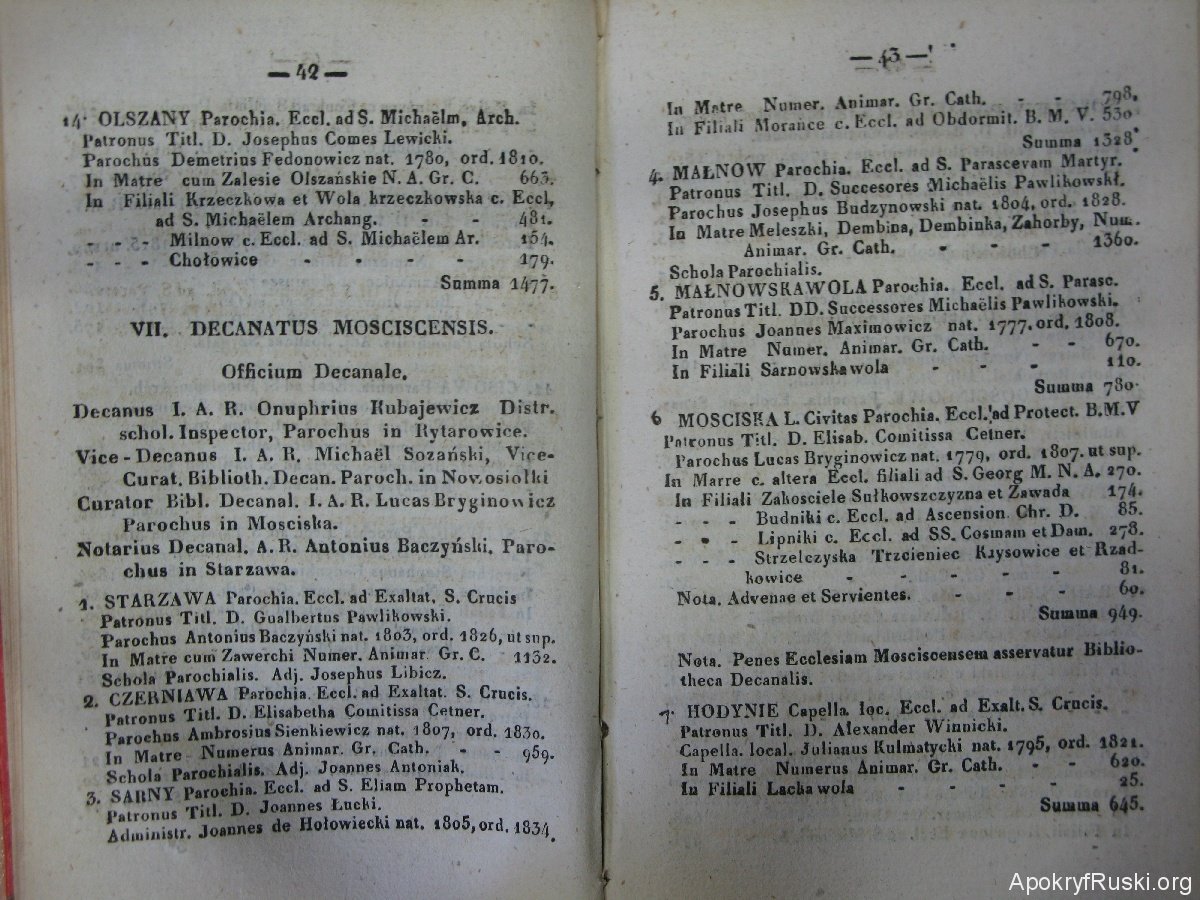 — 42 —
14. OLSZANY Parochia. Eccl. ad S. Michaëlm, Arch.
Patronus Titl. D. Josephus Comes Lewicki.
Parochus Demetrius Fedonowicz nat. 1780, ord. 1810.
In Matre cum Zalesie Olszańskie N. A. Gr. C. 663.
In Filiali Krzeczkowa et Wola krzeczkowska c. Eccl,
ad S. Michaëlem Archang. - - 481.
- - - Milnow c. Eccl. ad S. Michaëlem Ar. 154.
- - - Chołowice - - - - 179.
Summa 1477.
VII. DECANATUS MOSCISCENSIS.
Officium Decanale.
Decanus I. A. R. Onuphrius Kubajewicz Distr.
schol. Inspector, Parochus in Rytarowice.
Vice-Decanus I. A. R. Michaël Sozański, Vice-
Curat. Biblioth. Decan. Paroch. in Nowosiołki
Curator Bibl. Decanal. I. A. R. Lucas Bryginowicz
Parochus in Mosciska.
Notarius Decanal. A. R. Antonius Baczyński, Paro-
chus in Starzawa.
1. STARZAWA Parochia. Eccl. ad Exaltat. S. Crucis
Patronus Titl. D. Gualbertus Pawlikowski.
Parochus Antonius Baczyński nat. 1803, ord. 1826, ut sup.
In Matre cum Zawerchi Numer. Animar. Gr. C. 1132.
Schola Parochialis. Adj. Josephus Libicz.
2. CZERNIAWA Parochia. Eccl. ad Exaltat. S. Crucis.
Patronus Titl. D. Elisabetha Comitissa Cetner.
Parochus Ambrosius Sienkiewicz nat. 1807, ord. 1830.
In Matre Numerus Animar. Gr. Cath. - - 959.
Schola Parochialis. Adj. Joannes Antoniak.
3. SARNY Parochia. Eccl. ad S. Eliam Prophetam.
Patronus Titl. D. Joannes Łucki.
Administr. Joannes de Hołowiecki nat. 1805, ord. 1834.
— 43 —
In Matre Numer. Animar. Gr. Cath. - - 798.
In Filiali Morance c. Eccl. ad Obdormit. B. M. V. 530
Summa 1328.
4. MAŁNOW Parochia. Eccl. ad S. Parascevam Martyr.
Patronus Titl. D. Succesores Michaëlis Pawlikowskł.
Parochus Josephus Budzynowski nat. 1804, ord. 1828.
In Matre Meleszki, Dembina, Dembinka, Zahorby, Num.
Animar. Gr. Cath. - - - 1360.
Schola Parochialis.
5. MAŁNOWSKAWOLA Parochia. Eccl. ad S. Parasc.
Patronus Titl. DD. Successores Michaëlis Pawlikowski.
Parochus Joannes Maximowicz nat. 1777. ord. 1808.
In Matre Numer. Animar. Gr. Cath. - - 670.
In Filiali Sarnowskawola - - - 110.
Summa 780.
6 MOSCISKA L. Civitas Parochia. Eccl. ad Protect. B. M. V
Patronus Titl. D. Elisab. Comitissa Cetner.
Parochus Lucas Bryginowicz nat. 1779, ord. 1807. ut sup.
In Marre c. altera Eccl. filiali ad S. Georg M. N. A. 270.
In Filiali Zakosciele Sułkowszczyzna et Zawada 174.
- - - Budniki c. Eccl. ad Ascension. Chr. D. 85.
- - - Lipniki c. Eccl. ad SS. Cosmam et Dam. 278.
- - - Strzelczyska Trzcieniec Krysowice et Rzad-
kowice - - - - - 81.
Nota. Advenae et Servientes. - - - 60.
Summa 949.
Nota. Penes Ecclesiam Mosciscensem asservatur Biblio-
theca Decanalis.
7. HODYNIE Capella. loc. Eccl. ad Exalt. S. Crucis.
Patronus Titl. D. Alexander Winnicki.
Capella. local. Julianus Kulmatycki nat. 1795, ord. 1821.
In Matre Numerus Animar. Gr. Cath. - - 620.
In Filiali Lacka wola - - - - 25.
Summa 645.
ApokryfRuski.org